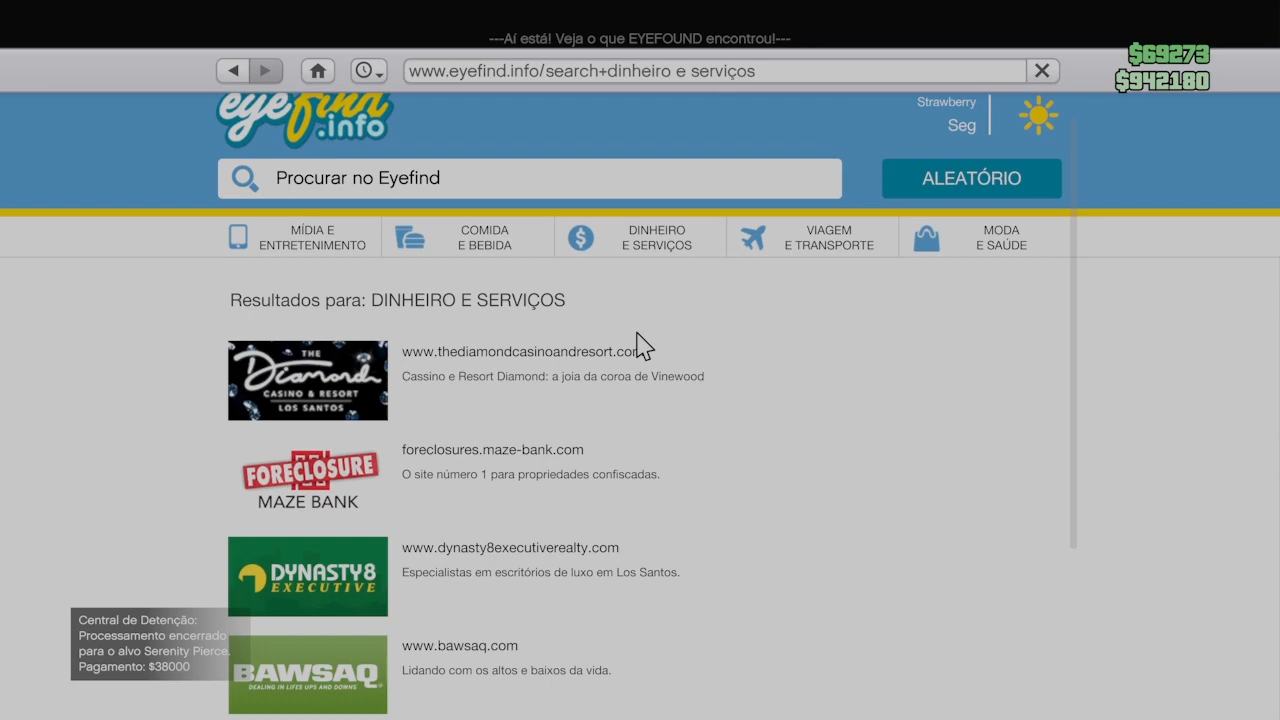 ---Aí está! Veja o que EYEFOUND encontrou!---
$69273
$942180
www.eyefind.info/search+dinheiro e serviços
eyefind
.info
Strawberry
Seg
Procurar no Eyefind
ALEATÓRIO
MÍDIA E
ENTRETENIMENTO
COMIDA
E BEBIDA
DINHEIRO
E SERVIÇOS
VIAGEM
E TRANSPORTE
MODA
E SAÚDE
Resultados para: DINHEIRO E SERVIÇOS
THE
Diamond
CASINO & RESORT
LOS SANTOS
www.thediamondcasinoandresort.com
Cassino e Resort Diamond: a joia da coroa de Vinewood
FORECLOSURE
MAZE BANK
foreclosures.maze-bank.com
O site número 1 para propriedades confiscadas.
DYNASTY8
EXECUTIVE
www.dynasty8executiverealty.com
Especialistas em escritórios de luxo em Los Santos.
Central de Detenção:
Processamento encerrado
para o alvo Serenity Pierce.
Pagamento: $38000
BAWSAQ
DEALING IN LIFES UPS AND DOWNS
www.bawsaq.com
Lidando com os altos e baixos da vida.